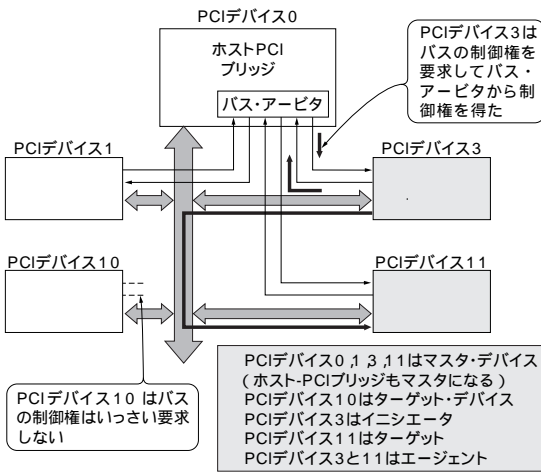 PCIデバイス0
ホストPCI
ブリッジ
バス・アービタ
PCIデバイス3は
バスの制御権を
要求してバス・
アービタから制
御権を得た
PCIデバイス1
PCIデバイス3
PCIデバイス10
PCIデバイス11
PCIデバイス10 はバス
の制御権はいっさい要求
しない
PCIデバイス0,1,3,11はマスタ・デバイス
(ホスト-PCIブリッジもマスタになる)
PCIデバイス10はターゲット・デバイス
PCIデバイス3はイニシエータ
PCIデバイス11はターゲット
PCIデバイス3と11はエージェント